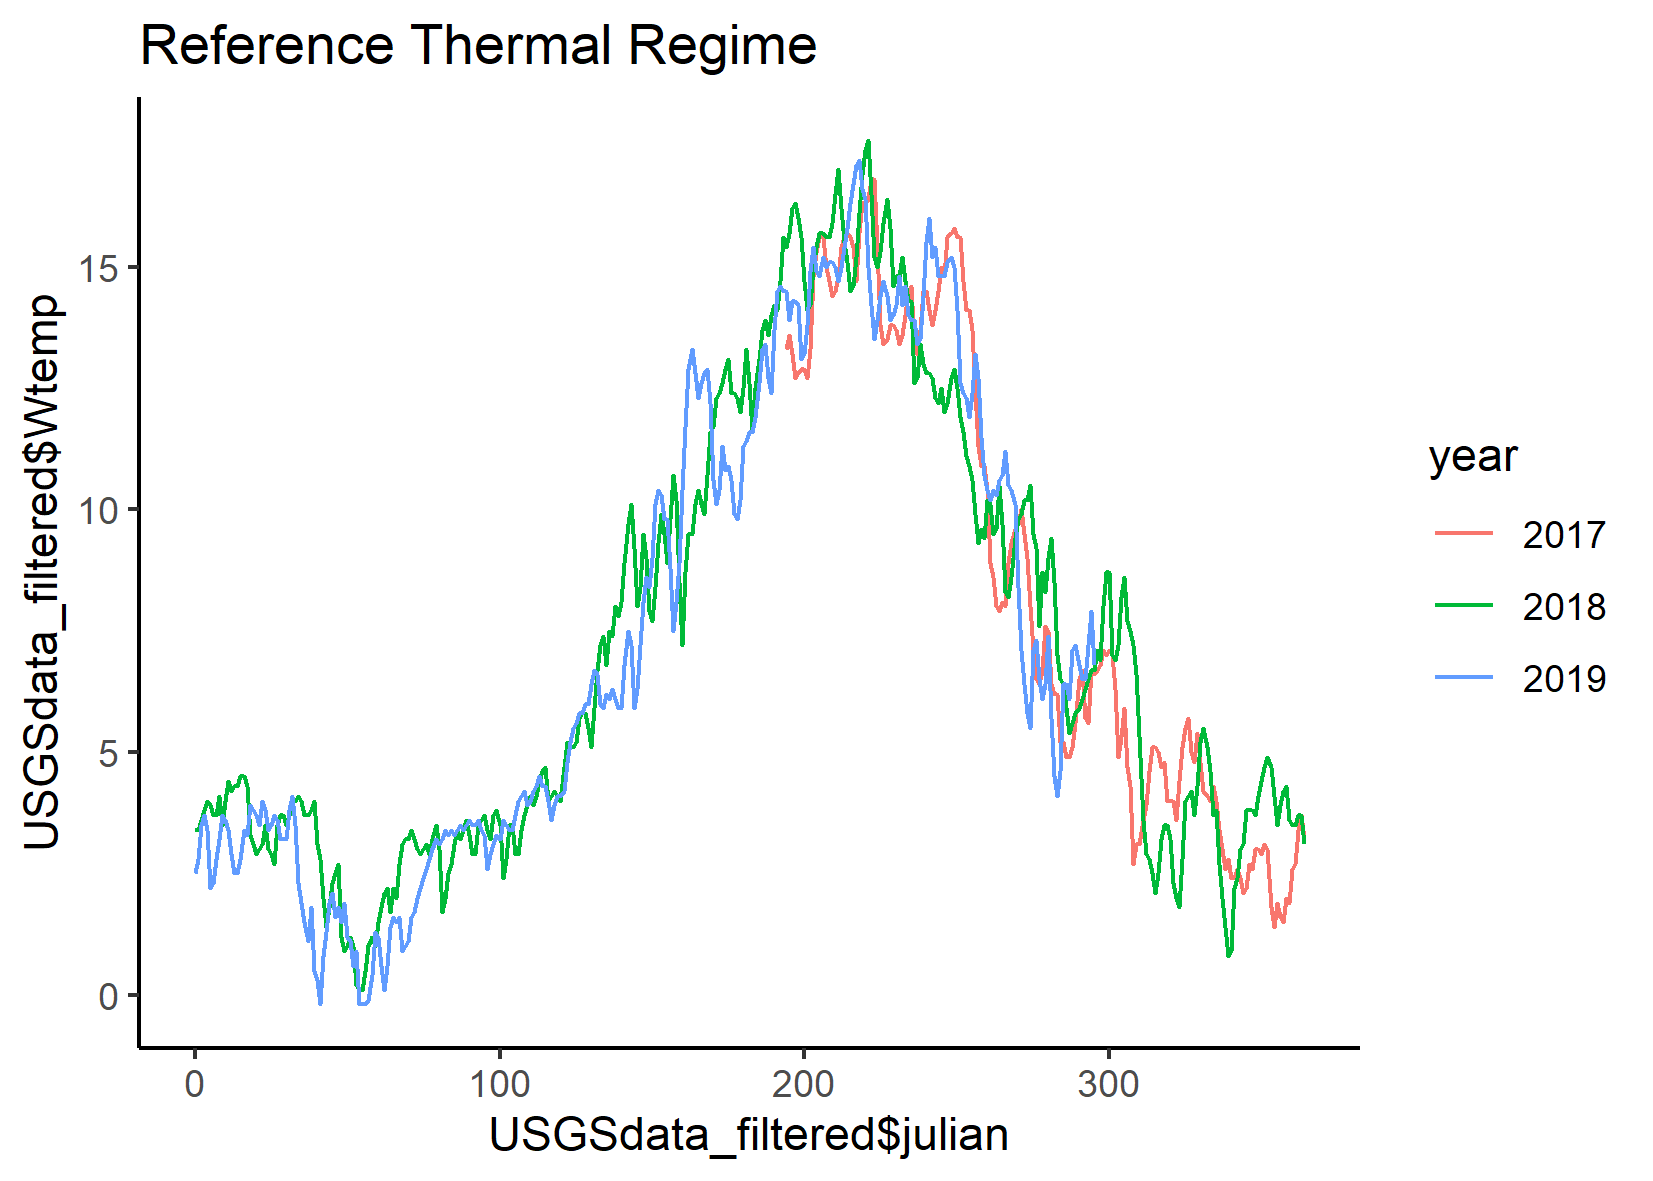 Reference Thermal Regime
USGSdata_filtered$Wtemp
15
10
5
0
0 100 200 300
USGSdata_filtered$julian
year
2017
2018
2019